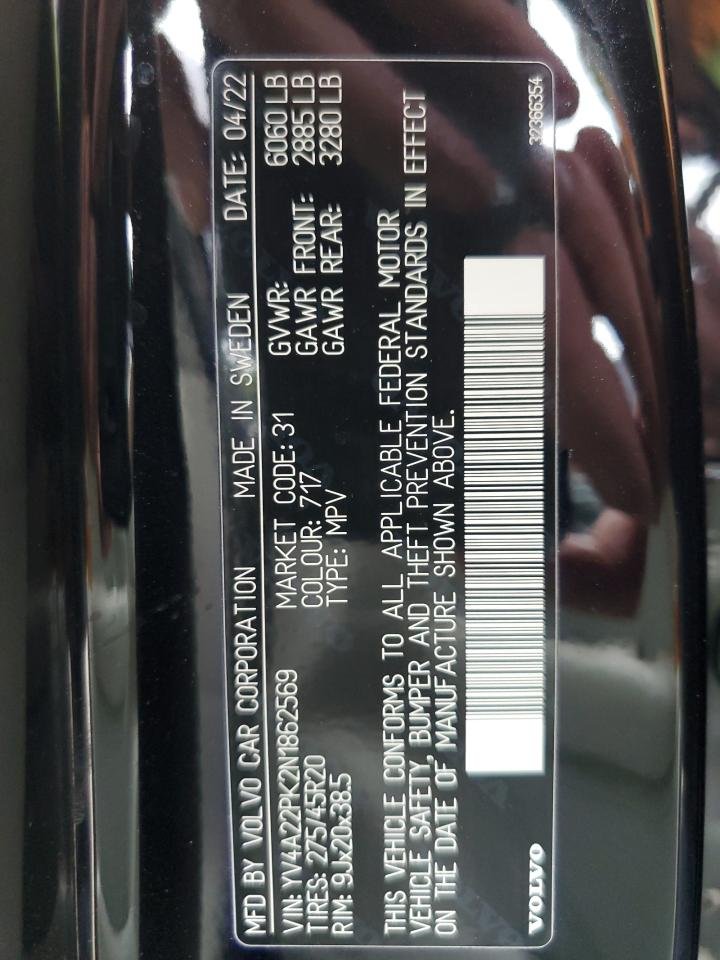 MFD BY VOLVO CAR CORPORATION MADE IN SWEDEN DATE: 04/22
VIN: YV4A22PK2N1862569 MARKET CODE: 31 GVWR: 6060 LB
TIRES: 275/45R20 COLOUR: 717 GAWR FRONT: 2885 LB
RIM: 9Jx20x38.5 TYPE: MPV GAWR REAR: 3280 LB
THIS VEHICLE CONFORMS TO ALL APPLICABLE FEDERAL MOTOR
VEHICLE SAFETY, BUMPER AND THEFT PREVENTION STANDARDS IN EFFECT
ON THE DATE OF MANUFACTURE SHOWN ABOVE.
VOLVO 32366354